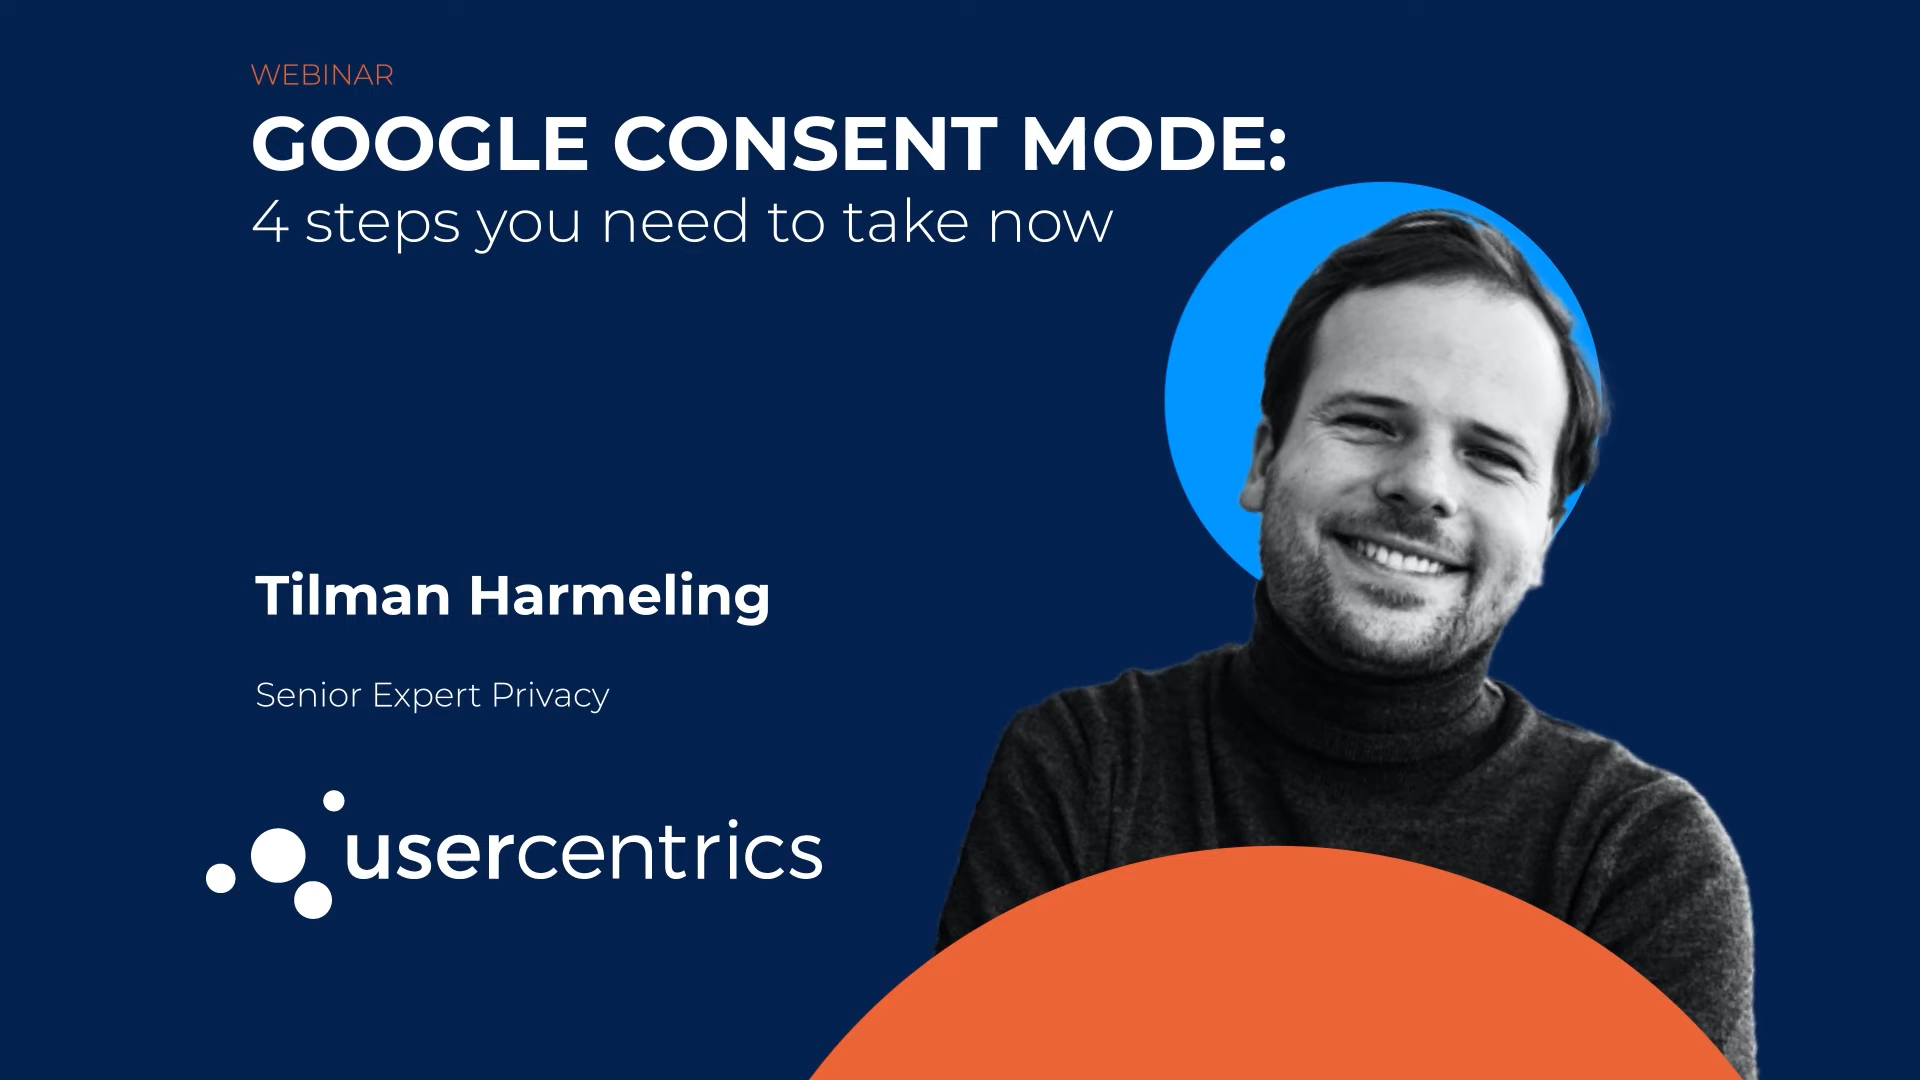 WEBINAR
GOOGLE CONSENT MODE:
4 steps you need to take now
Tilman Harmeling
Senior Expert Privacy
usercentrics